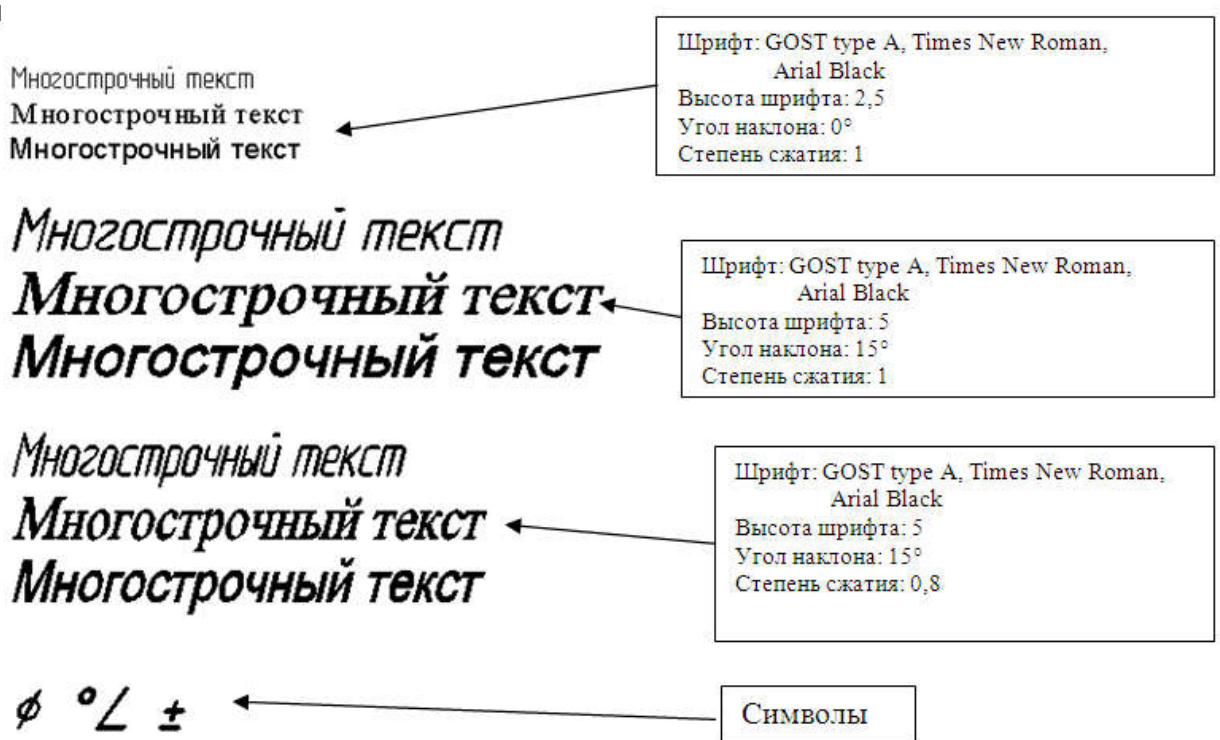 Многострочный текст
Многострочный текст
Многострочный текст
Шрифт: GOST type A, Times New Roman,
Arial Black
Высота шрифта: 2,5
Угол наклона: 0°
Степень сжатия: 1
Многострочный текст
Многострочный текст
Многострочный текст
Шрифт: GOST type A, Times New Roman,
Arial Black
Высота шрифта: 5
Угол наклона: 15°
Степень сжатия: 1
Многострочный текст
Многострочный текст
Многострочный текст
Шрифт: GOST type A, Times New Roman,
Arial Black
Высота шрифта: 5
Угол наклона: 15°
Степень сжатия: 0,8
ø °∠ ±
Символы